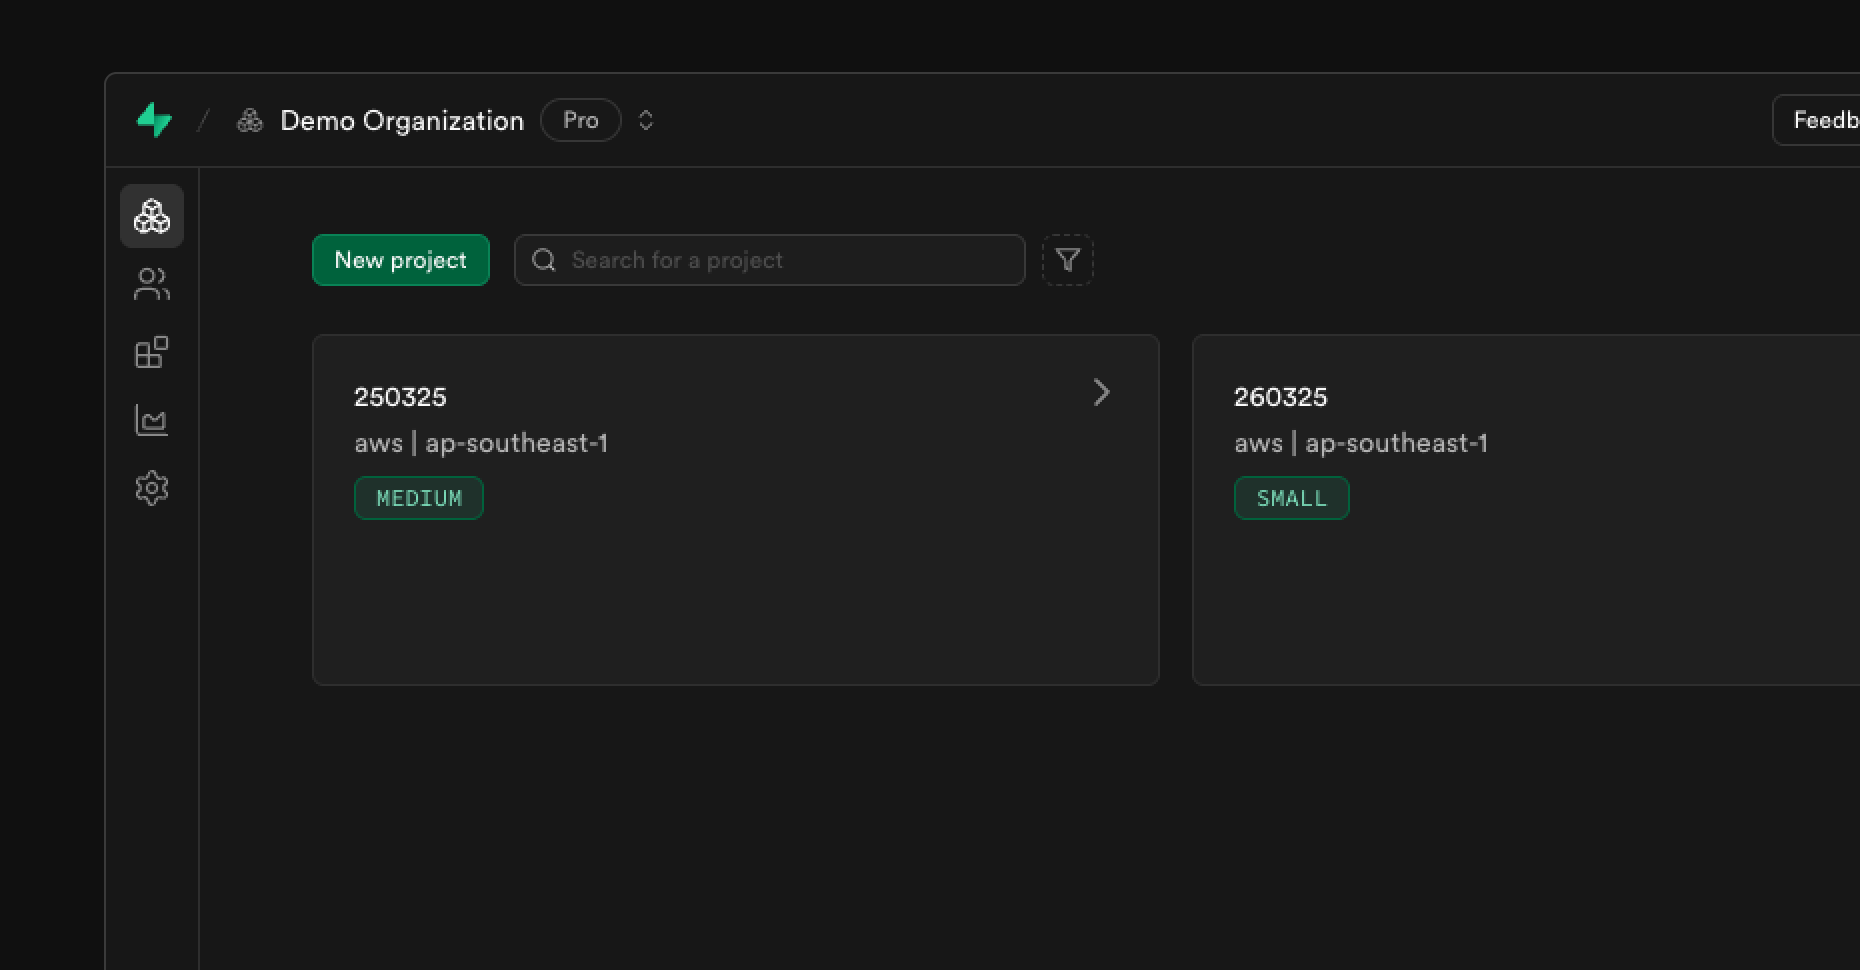 Demo Organization
Pro
Feedb
New project
Search for a project
250325
aws | ap-southeast-1
MEDIUM
260325
aws | ap-southeast-1
SMALL